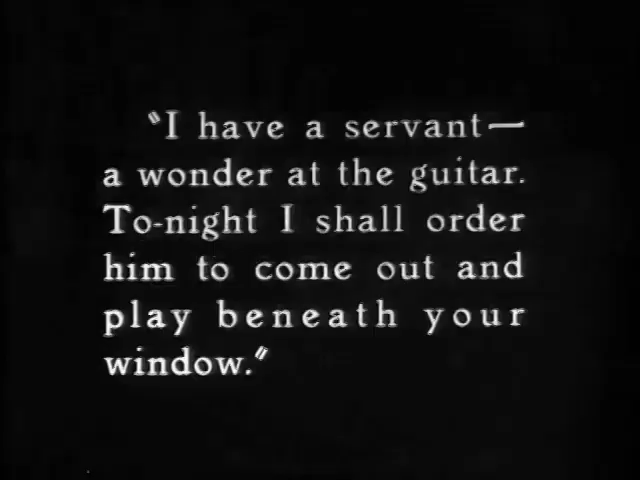 "I have a servant—
a wonder at the guitar.
To-night I shall order
him to come out and
play beneath your
window."